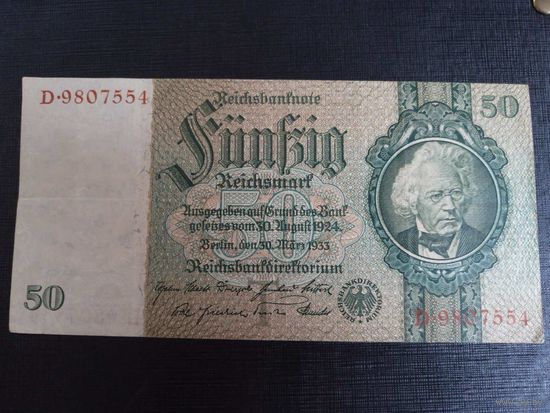 D·9807554
Reichsbanknote
50
Fünfzig
Reichsmark
50
Ausgegeben auf Grund des Bank-
gesetzes vom 30. August 1924.
Berlin, den 30. März 1933
Reichsbankdirektorium
50
REICHSBANKDIREKTORIUM
D·9807554